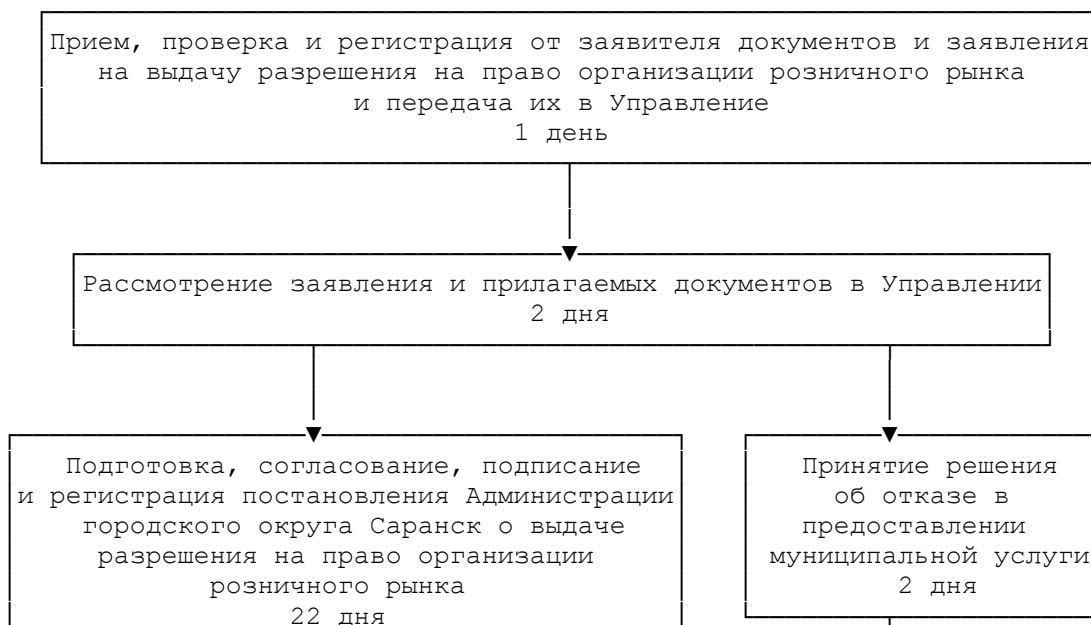 Прием, проверка и регистрация от заявителя документов и заявления
на выдачу разрешения на право организации розничного рынка
и передача их в Управление
1 день
Рассмотрение заявления и прилагаемых документов в Управлении
2 дня
Подготовка, согласование, подписание
и регистрация постановления Администрации
городского округа Саранск о выдаче
разрешения на право организации
розничного рынка
22 дня
Принятие решения
об отказе в
предоставлении
муниципальной услуги
2 дня